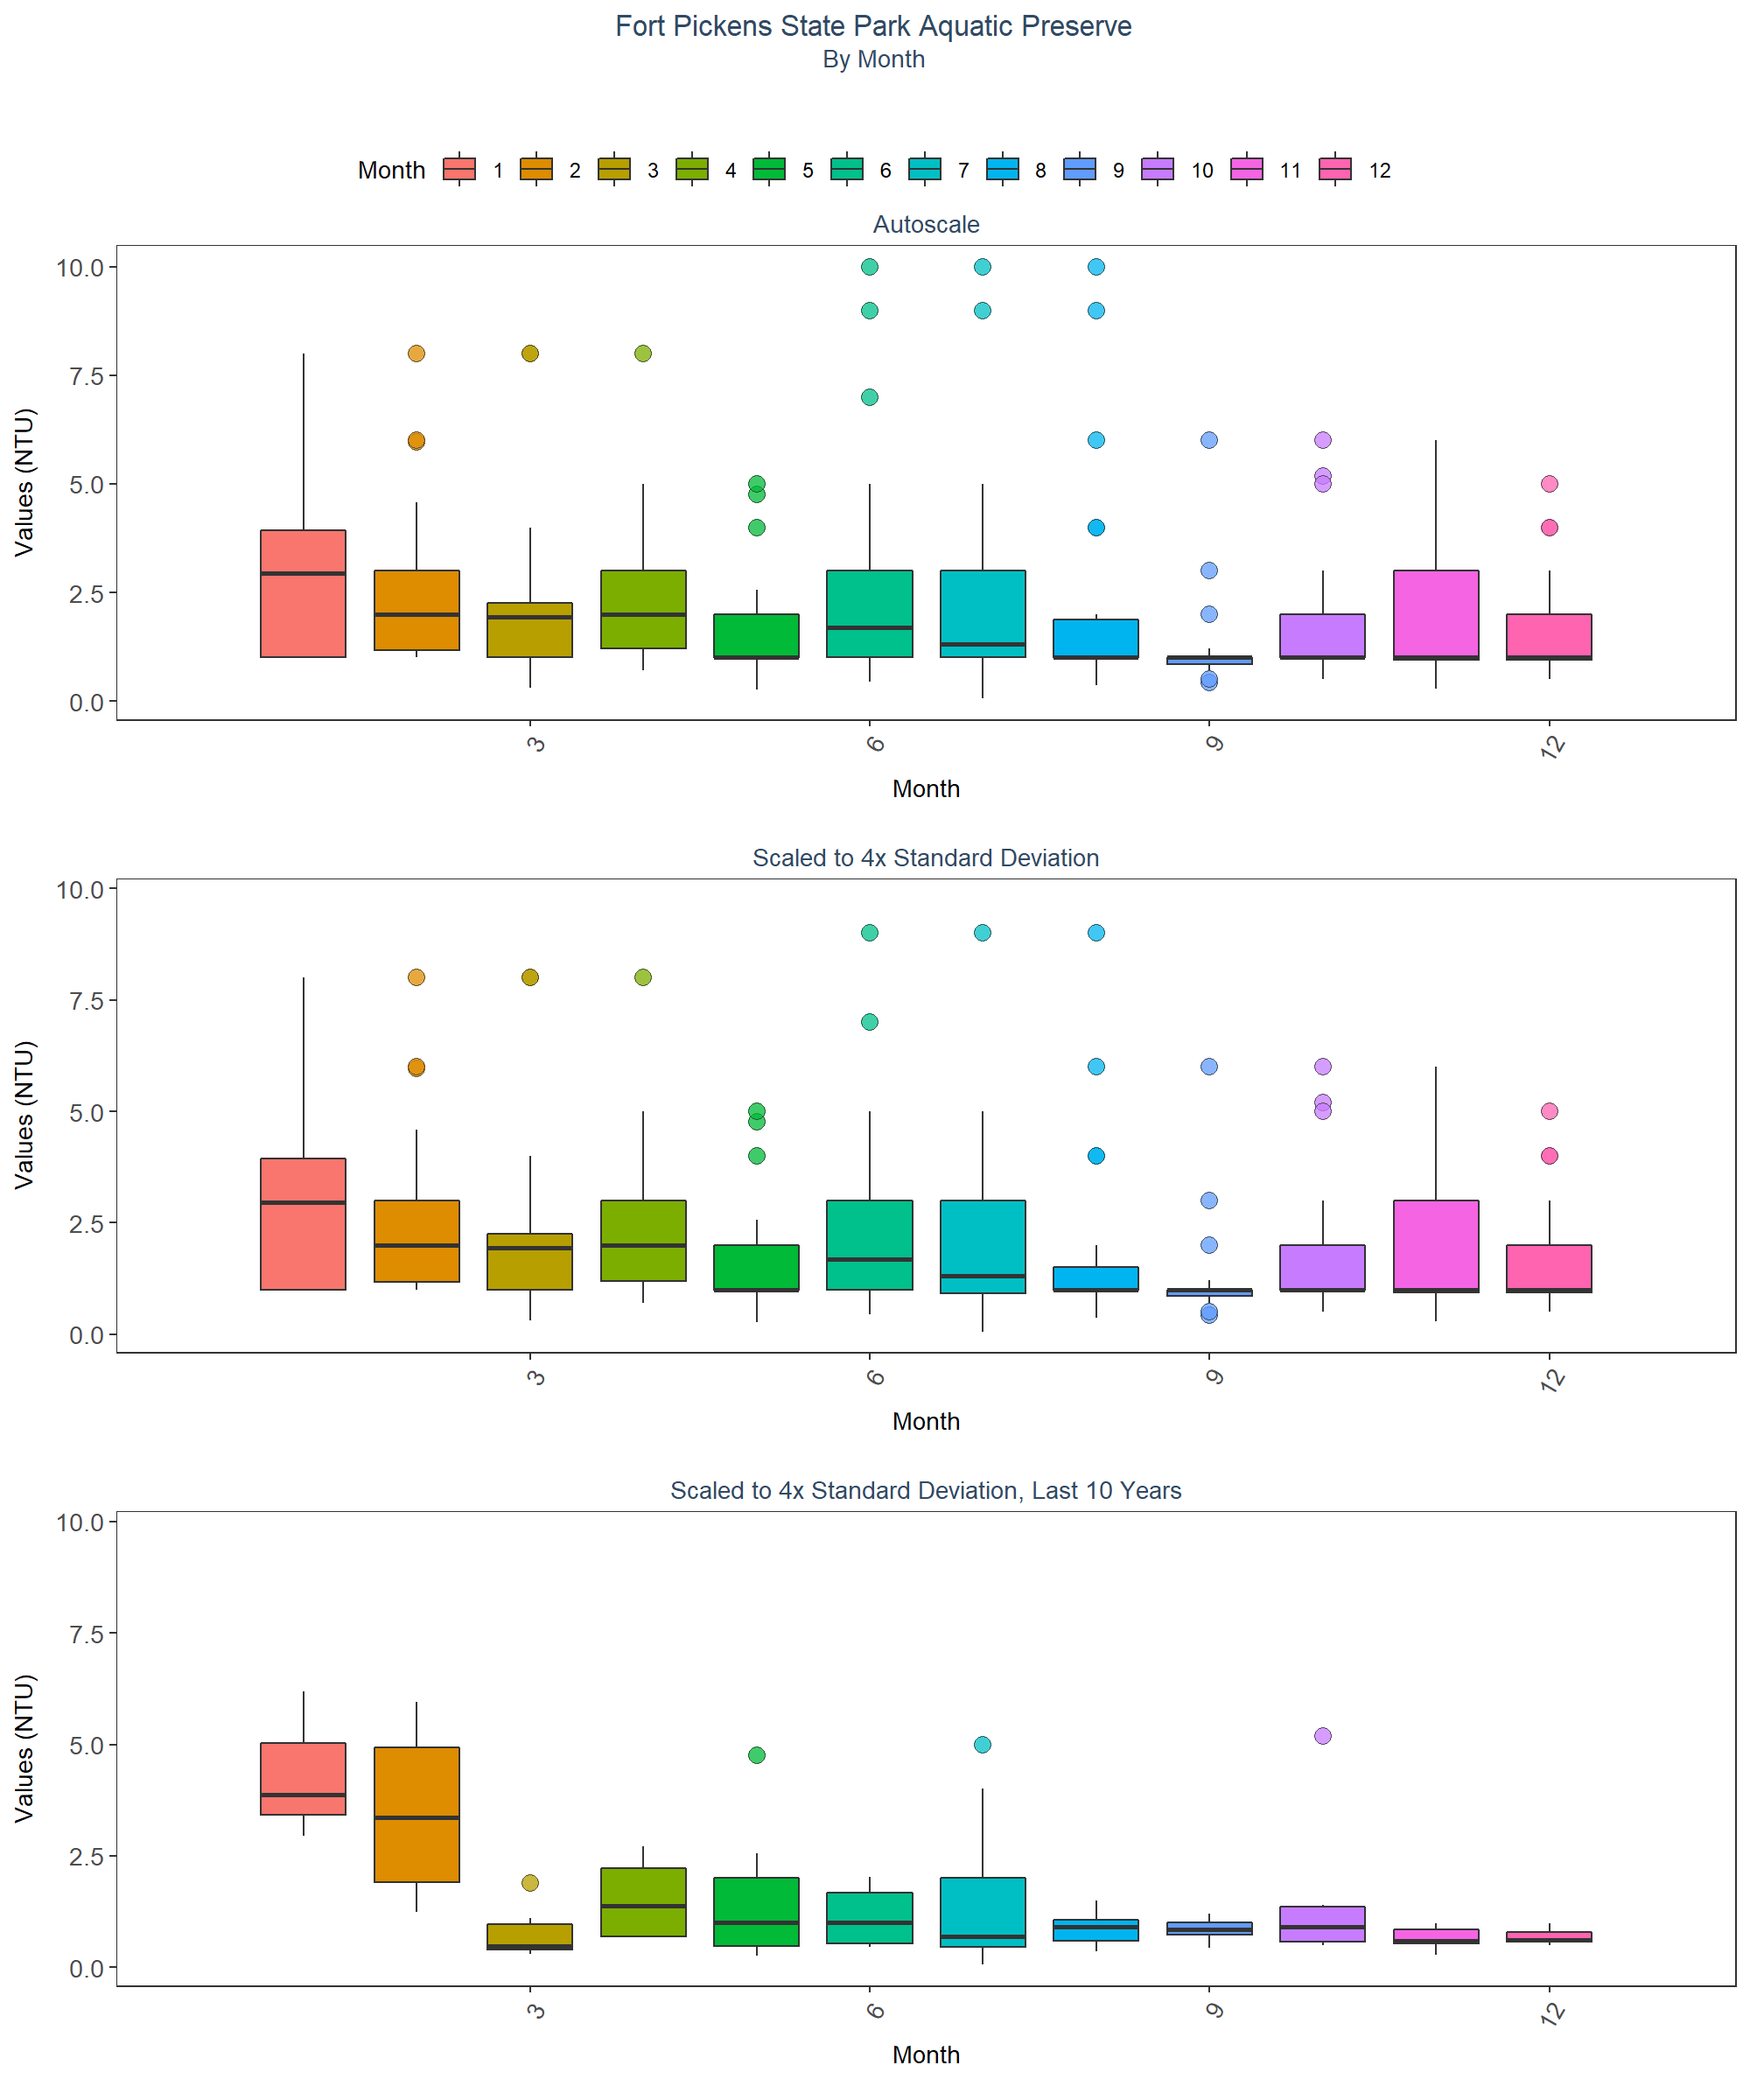 Fort Pickens State Park Aquatic Preserve
By Month
Month 1 2 3 4 5 6 7 8 9 10 11 12
Autoscale
Values (NTU)
10.0
7.5
5.0
2.5
0.0
3 6 9 12
Month
Scaled to 4x Standard Deviation
Values (NTU)
10.0
7.5
5.0
2.5
0.0
3 6 9 12
Month
Scaled to 4x Standard Deviation, Last 10 Years
Values (NTU)
10.0
7.5
5.0
2.5
0.0
3 6 9 12
Month